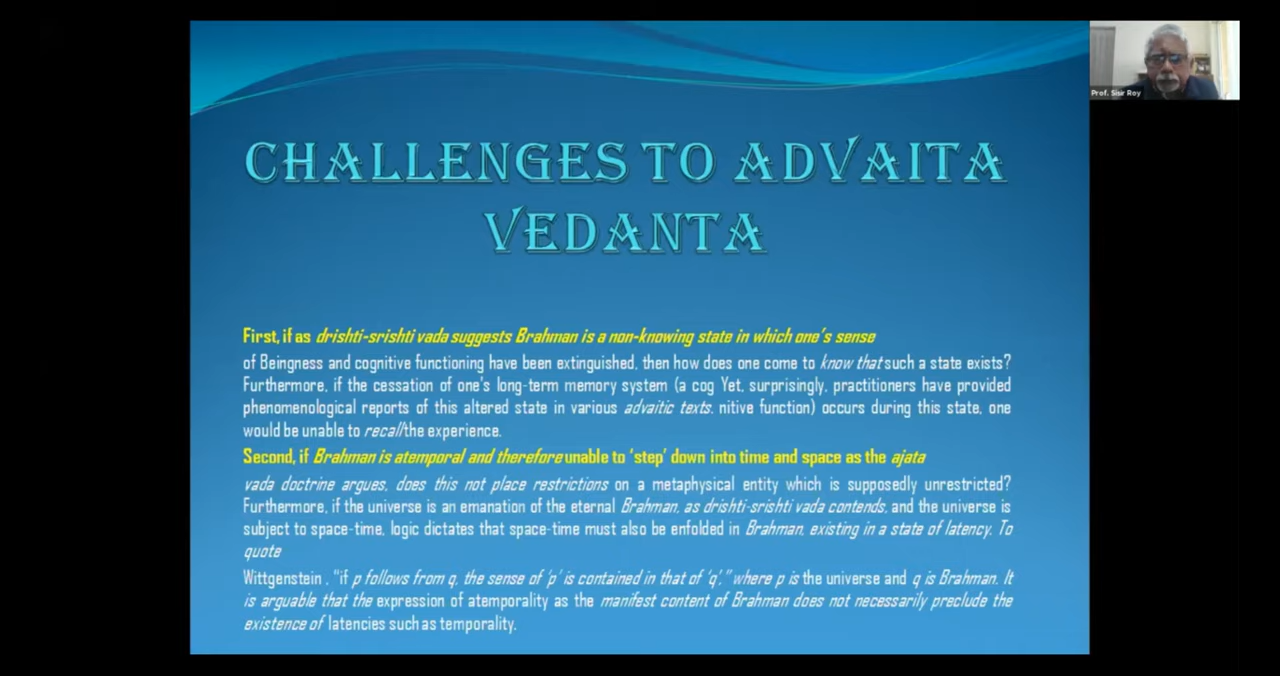 CHALLENGES TO ADVAITA
VEDANTA
First, if as drishti-srishti vada suggests Brahman is a non-knowing state in which one's sense
of Beingness and cognitive functioning have been extinguished, then how does one come to know that such a state exists?
Furthermore, if the cessation of one's long-term memory system (a cog Yet, surprisingly, practitioners have provided
phenomenological reports of this altered state in various advaitic texts. nitive function) occurs during this state, one
would be unable to recall the experience.
Second, if Brahman is atemporal and therefore unable to 'step' down into time and space as the ajata
vada doctrine argues, does this not place restrictions on a metaphysical entity which is supposedly unrestricted?
Furthermore, if the universe is an emanation of the eternal Brahman, as drishti-srishti vada contends, and the universe is
subject to space-time, logic dictates that space-time must also be enfolded in Brahman, existing in a state of latency. To
quote
Wittgenstein , "if p follows from q, the sense of 'p' is contained in that of 'q'," where p is the universe and q is Brahman. It
is arguable that the expression of atemporality as the manifest content of Brahman does not necessarily preclude the
existence of latencies such as temporality.
Prof. Sisir Roy